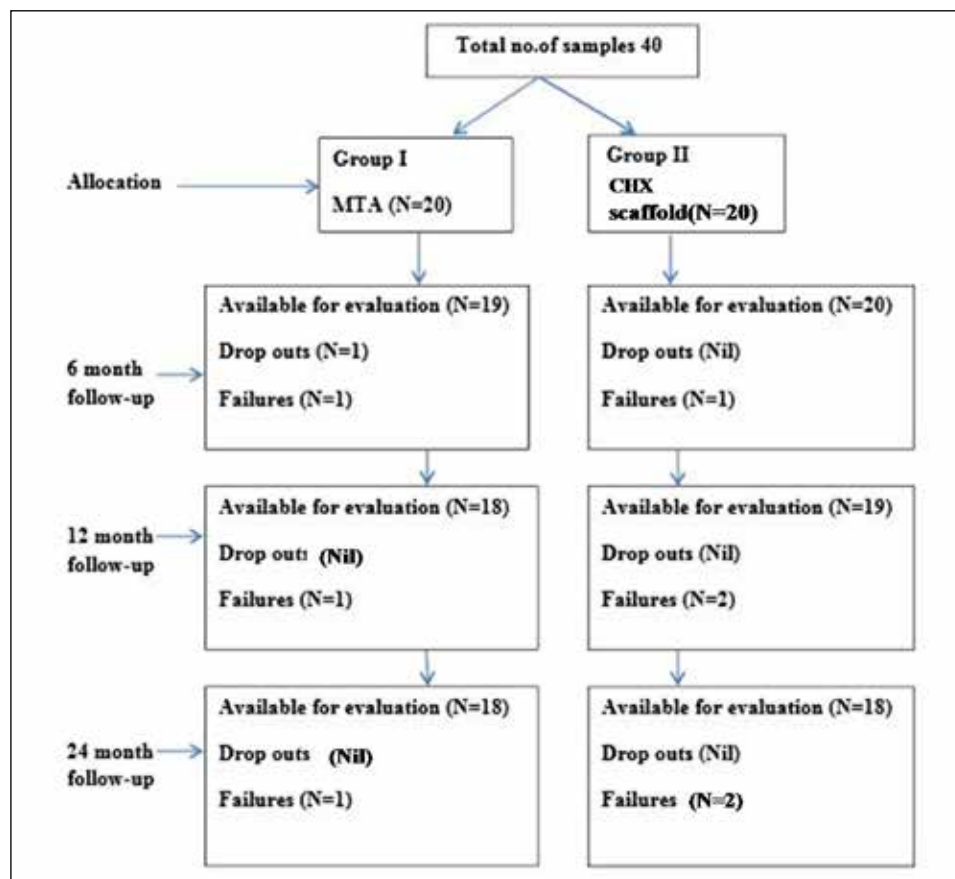 Total no.of samples 40
Allocation
Group I
MTA (N=20)
Group II
CHX
scaffold(N=20)
6 month
follow-up
Available for evaluation (N=19)
Drop outs (N=1)
Failures (N=1)
Available for evaluation (N=20)
Drop outs (Nil)
Failures (N=1)
12 month
follow-up
Available for evaluation (N=18)
Drop outs (Nil)
Failures (N=1)
Available for evaluation (N=19)
Drop outs (Nil)
Failures (N=2)
24 month
follow-up
Available for evaluation (N=18)
Drop outs (Nil)
Failures (N=1)
Available for evaluation (N=18)
Drop outs (Nil)
Failures (N=2)